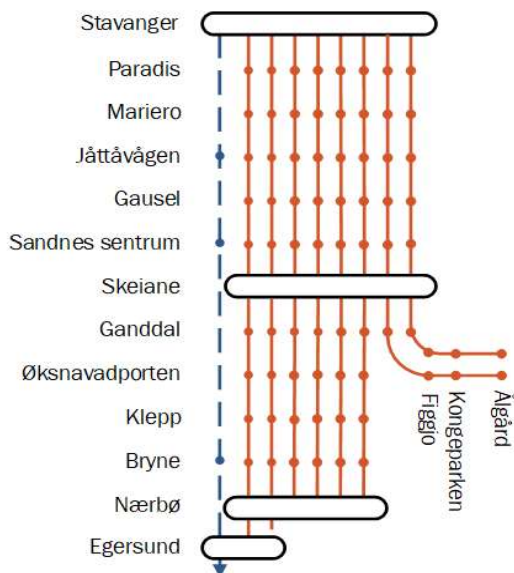 Stavanger
Paradis
Mariero
Jåttåvågen
Gausel
Sandnes sentrum
Skeiane
Ganddal
Øksnavadporten
Klepp
Bryne
Nærbø
Egersund
Figgjo
Kongeparken
Ålgård